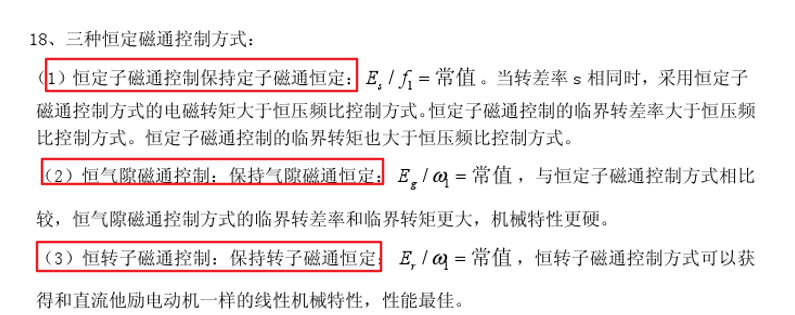 18、三种恒定磁通控制方式：
（1）恒定子磁通控制保持定子磁通恒定：Es / f1 = 常值。当转差率 s 相同时，采用恒定子
磁通控制方式的电磁转矩大于恒压频比控制方式。恒定子磁通控制的临界转差率大于恒压频
比控制方式。恒定子磁通控制的临界转矩也大于恒压频比控制方式。
（2）恒气隙磁通控制：保持气隙磁通恒定：Eg / ω1 = 常值，与恒定子磁通控制方式相比
较，恒气隙磁通控制方式的临界转差率和临界转矩更大，机械特性更硬。
（3）恒转子磁通控制：保持转子磁通恒定：Er / ω1 = 常值，恒转子磁通控制方式可以获
得和直流他励电动机一样的线性机械特性，性能最佳。